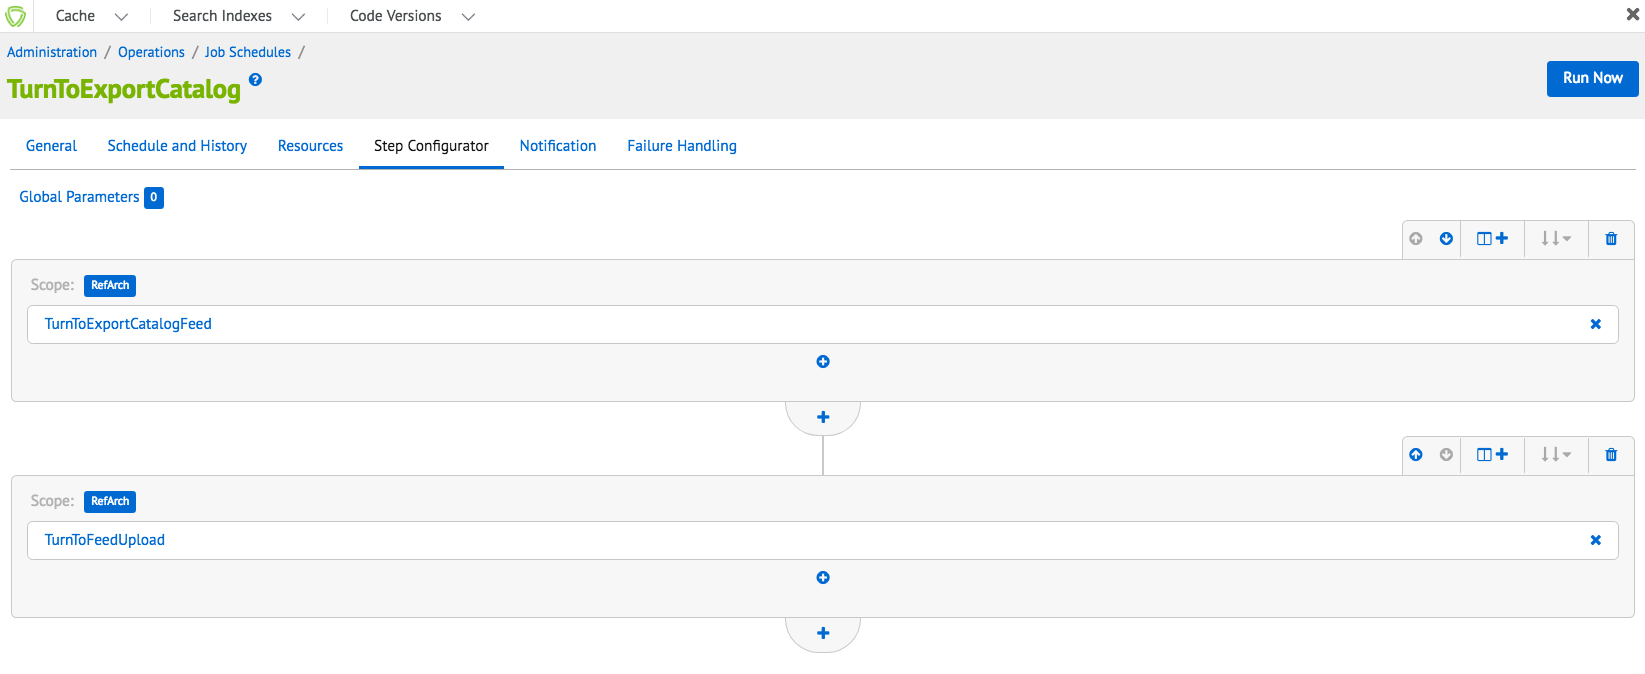 Cache Search Indexes Code Versions
Administration / Operations / Job Schedules /
TurnToExportCatalog ?
Run Now
General Schedule and History Resources Step Configurator Notification Failure Handling
Global Parameters 0
Scope: RefArch
TurnToExportCatalogFeed
Scope: RefArch
TurnToFeedUpload